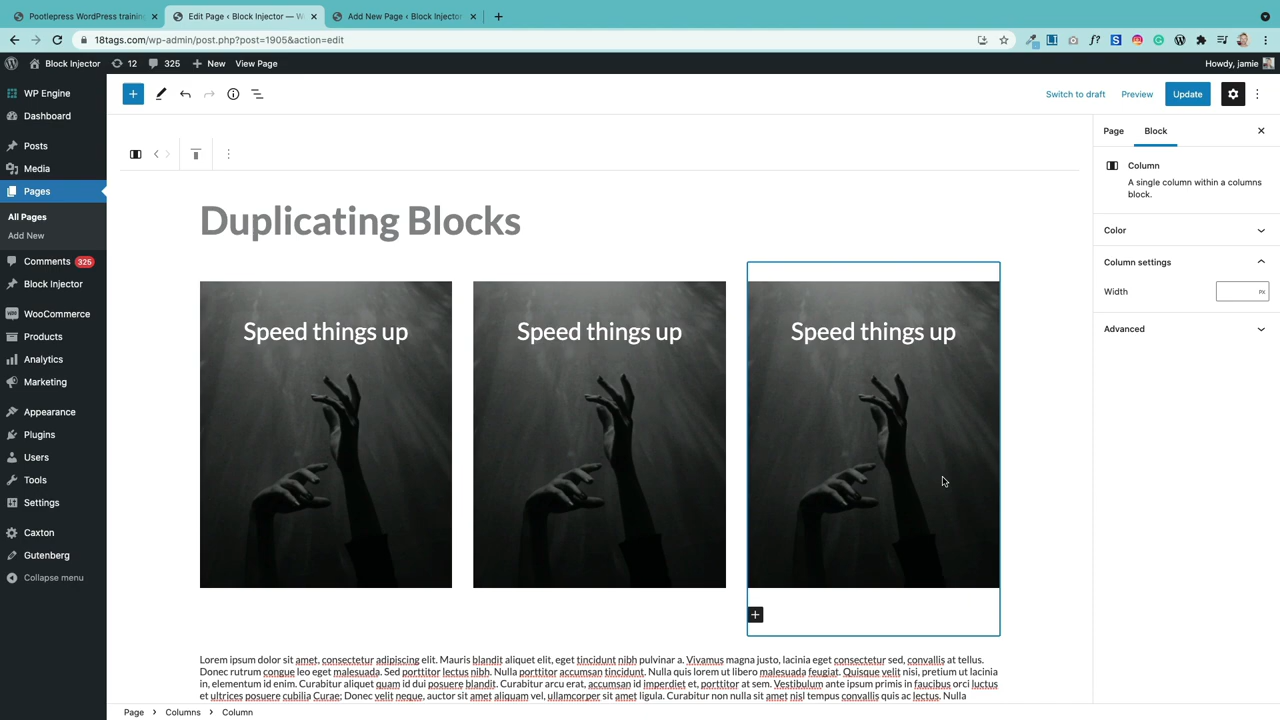 Pootlepress WordPress training
Edit Page ‹ Block Injector — W
Add New Page ‹ Block Injector
18tags.com/wp-admin/post.php?post=1905&action=edit
Block Injector
12
325
New
View Page
Howdy, jamie
WP Engine
Dashboard
Posts
Media
Pages
All Pages
Add New
Comments 325
Block Injector
WooCommerce
Products
Analytics
Marketing
Appearance
Plugins
Users
Tools
Settings
Caxton
Gutenberg
Collapse menu
Switch to draft
Preview
Update
Duplicating Blocks
Speed things up
Speed things up
Speed things up
Lorem ipsum dolor sit amet, consectetur adipiscing elit. Mauris blandit aliquet elit, eget tincidunt nibh pulvinar a. Vivamus magna justo, lacinia eget consectetur sed, convallis at tellus.
Donec rutrum congue leo eget malesuada. Sed porttitor lectus nibh. Nulla porttitor accumsan tincidunt. Nulla quis lorem ut libero malesuada feugiat. Quisque velit nisi, pretium ut lacinia
in, elementum id enim. Curabitur aliquet quam id dui posuere blandit. Curabitur arcu erat, accumsan id imperdiet et, porttitor at sem. Vestibulum ante ipsum primis in faucibus orci luctus
et ultrices posuere cubilia Curae; Donec velit neque, auctor sit amet aliquam vel, ullamcorper sit amet ligula. Curabitur non nulla sit amet nisl tempus convallis quis ac lectus. Nulla
Page
Block
Column
A single column within a columns
block.
Color
Column settings
Width
PX
Advanced
Page
Columns
Column